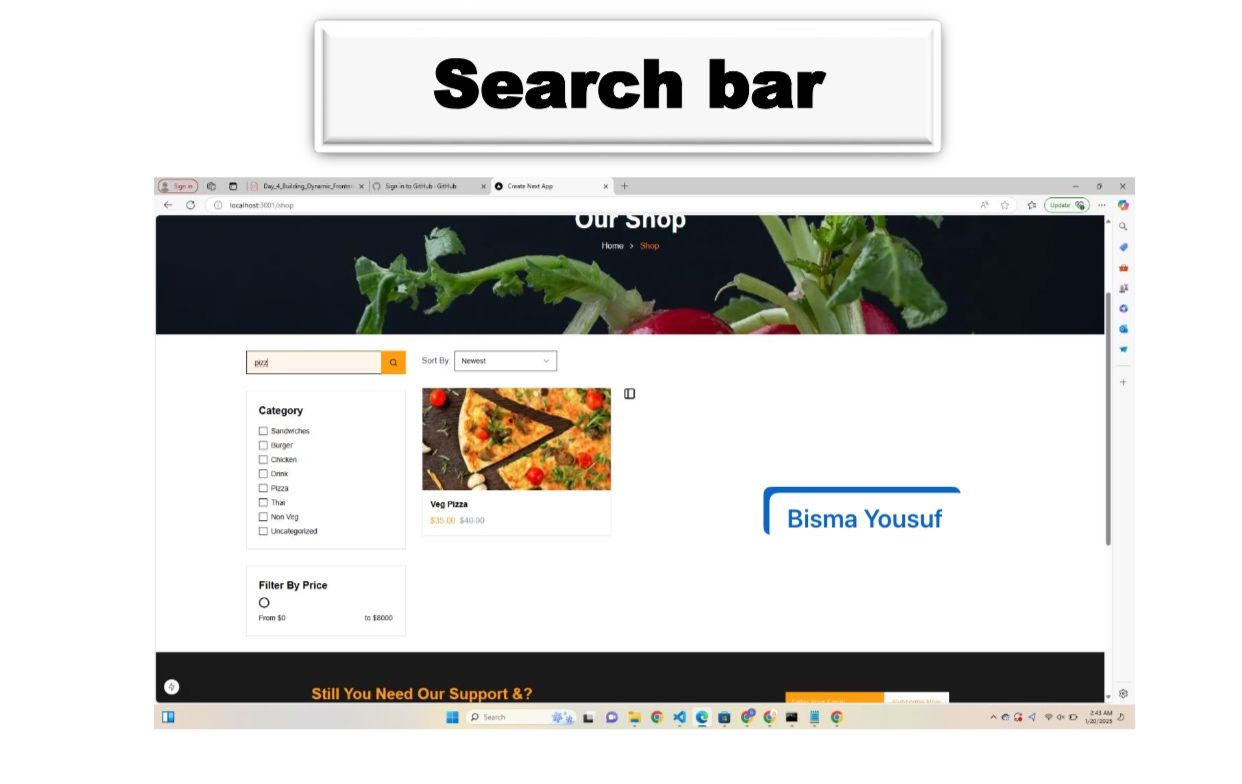 Search bar
Sign in
Day_4_Building_Dynamic_Fronte
Sign in to GitHub · GitHub
Create Next App
localhost:3001/shop
Update
Our Shop
Home > Shop
pizz
Sort By:
Newest
Category
Sandwiches
Burger
Chicken
Drink
Pizza
Thai
Non Veg
Uncategorized
Veg Pizza
$35.00 $40.00
Bisma Yousuf
Filter By Price
From $0
to $8000
Still You Need Our Support &?
Subscribe Now
Search
2:43 AM
1/20/2025